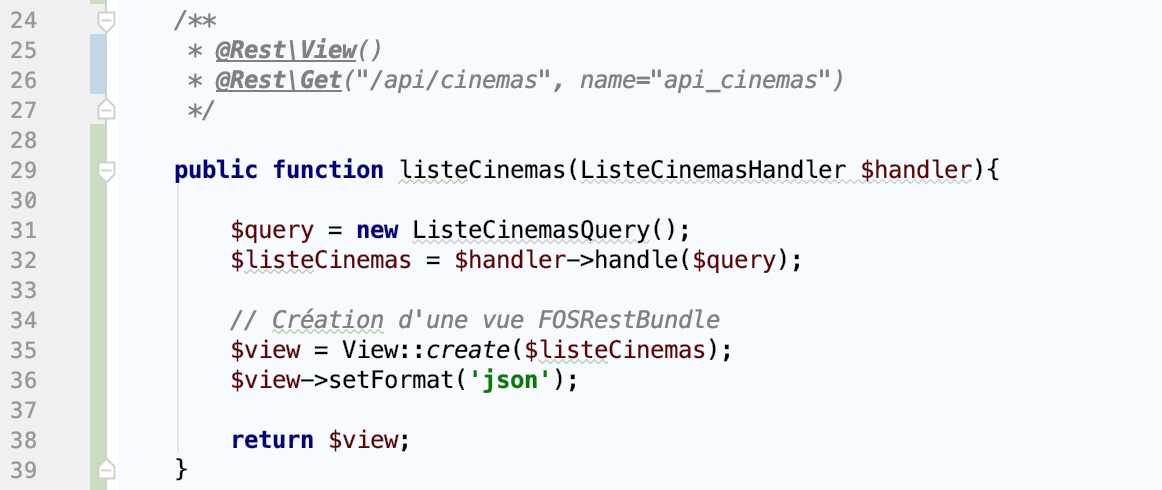 24 /**
25 * @Rest\View()
26 * @Rest\Get("/api/cinemas", name="api_cinemas")
27 */
28
29 public function listeCinemas(ListeCinemasHandler $handler){
30
31 $query = new ListeCinemasQuery();
32 $listeCinemas = $handler->handle($query);
33
34 // Création d'une vue FOSRestBundle
35 $view = View::create($listeCinemas);
36 $view->setFormat('json');
37
38 return $view;
39 }